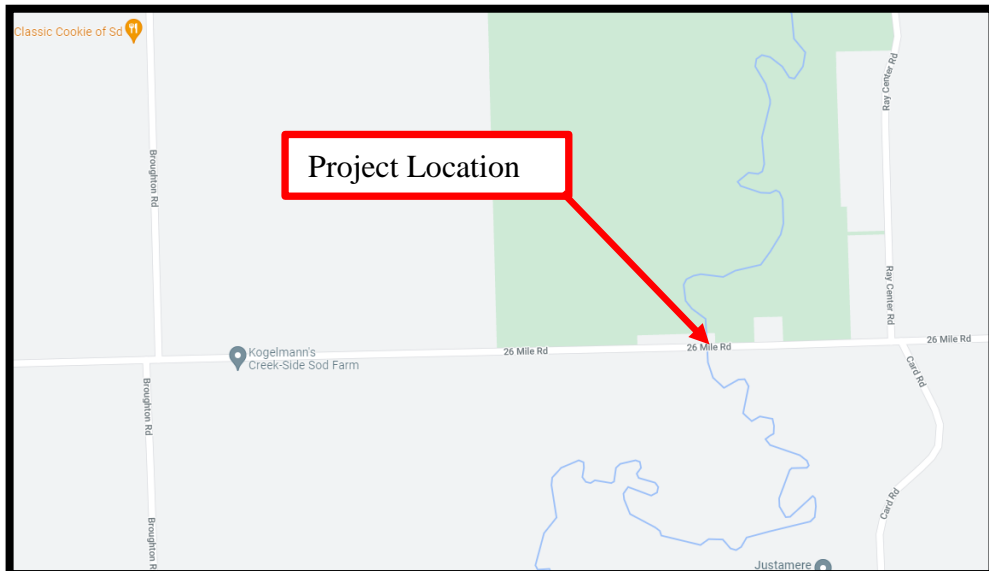 Classic Cookie of Sd
Ray Center Rd
Broughton Rd
Project Location
Ray Center Rd
26 Mile Rd
26 Mile Rd
26 Mile Rd
Kogelmann's
Creek-Side Sod Farm
Card Rd
Broughton Rd
Card Rd
Broughton R
Justamere